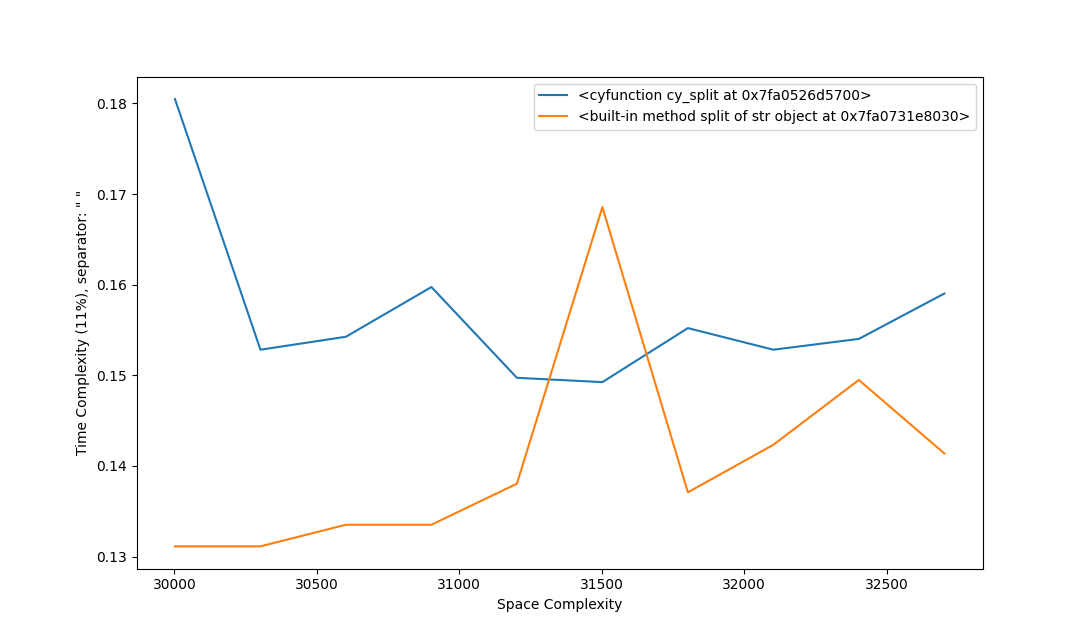 <cyfunction cy_split at 0x7fa0526d5700>
<built-in method split of str object at 0x7fa0731e8030>
Time Complexity (11%), separator: " "
0.18
0.17
0.16
0.15
0.14
0.13
30000 30500 31000 31500 32000 32500
Space Complexity